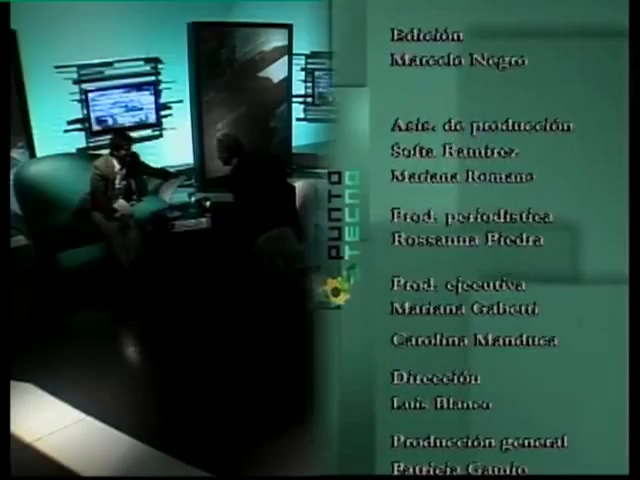 Edición
Marcelo Negro
Asis. de producción
Sofía Ramírez
Mariana Romano
Prod. periodística
Rossanna Piedra
Prod. ejecutiva
Mariana Gabetti
Carolina Manduca
Dirección
Luis Blanco
Producción general
Patricia
PUNTO
TECNO